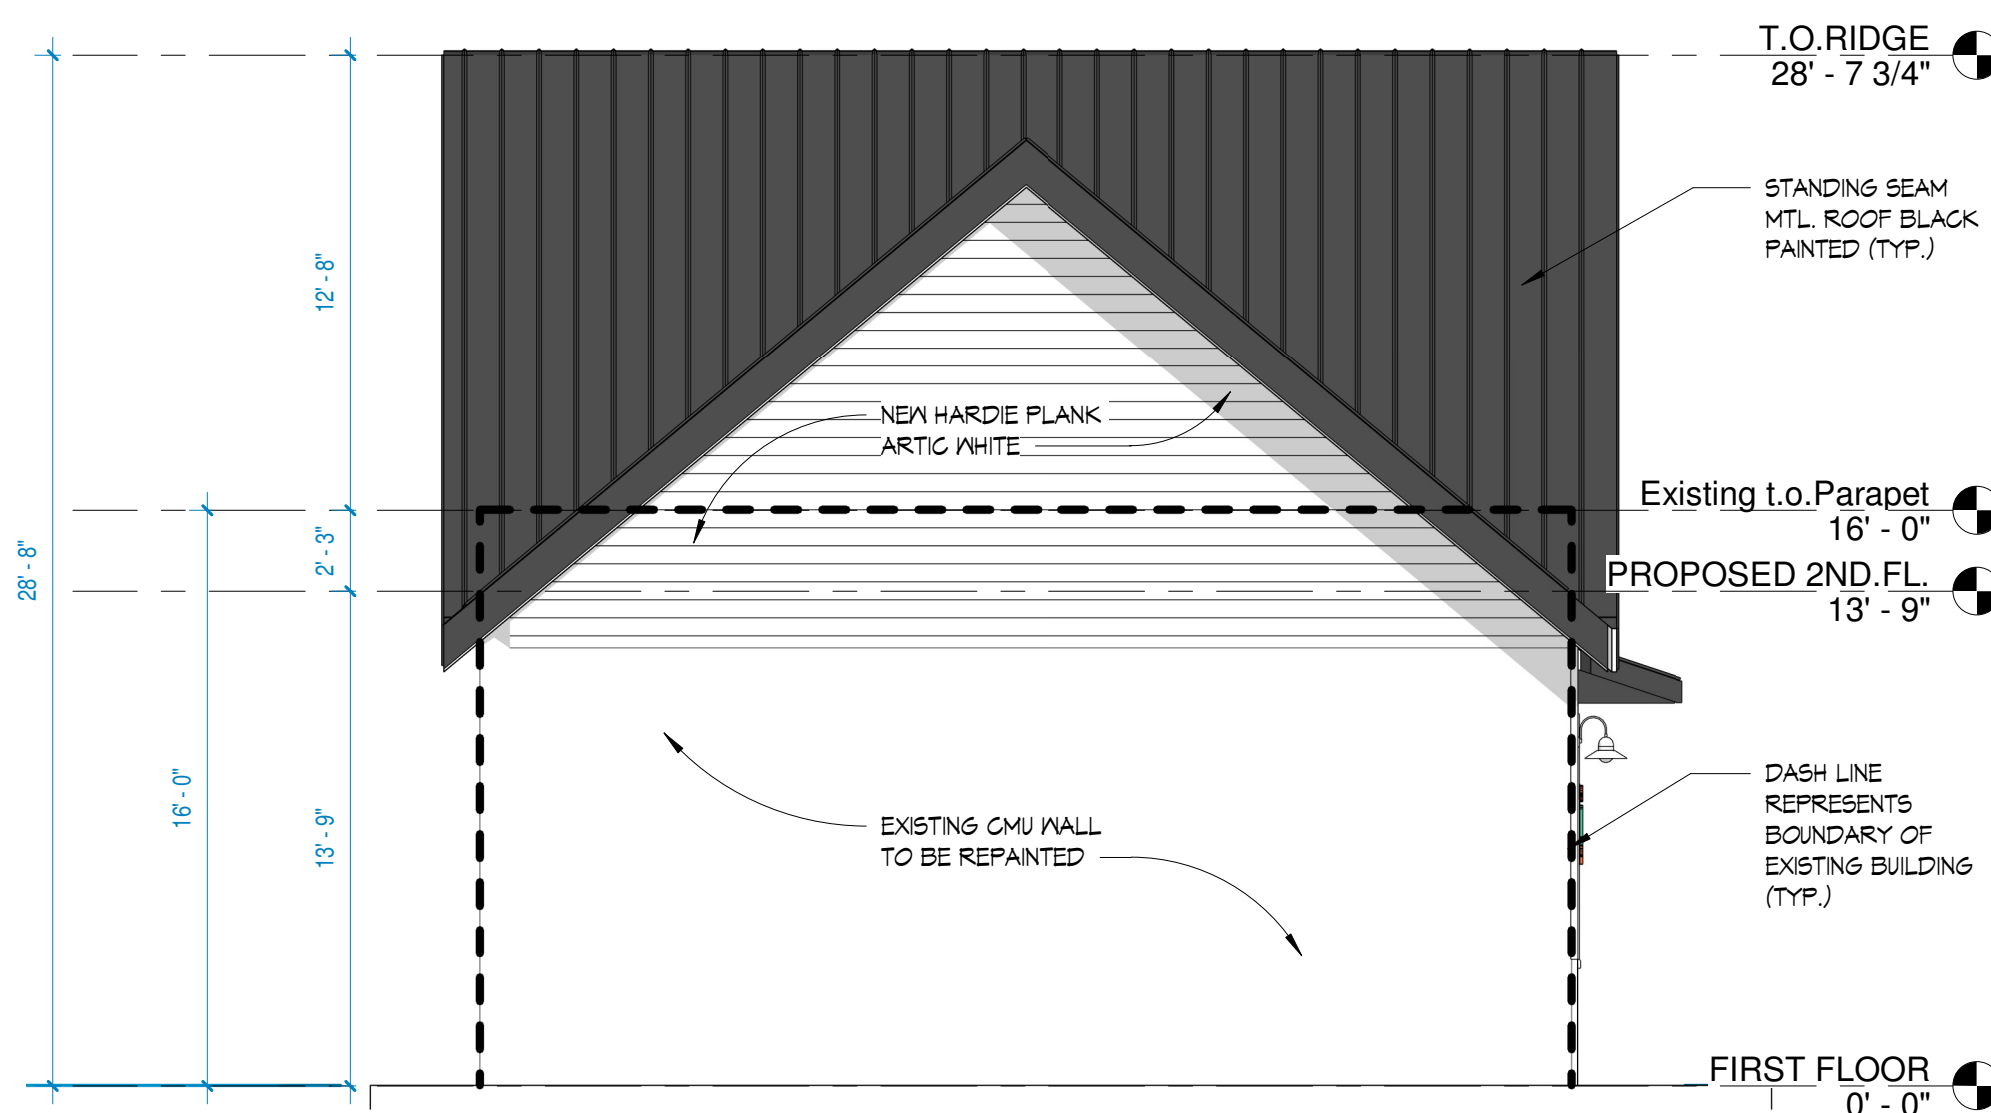 T.O.RIDGE
28' - 7 3/4"
STANDING SEAM
MTL. ROOF BLACK
PAINTED (TYP.)
12' - 8"
NEW HARDIE PLANK
ARTIC WHITE
Existing t.o.Parapet
16' - 0"
2' - 3"
28' - 8"
PROPOSED 2ND.FL.
13' - 9"
16' - 0"
13' - 9"
EXISTING CMU WALL
TO BE REPAINTED
DASH LINE
REPRESENTS
BOUNDARY OF
EXISTING BUILDING
(TYP.)
FIRST FLOOR
0' - 0"